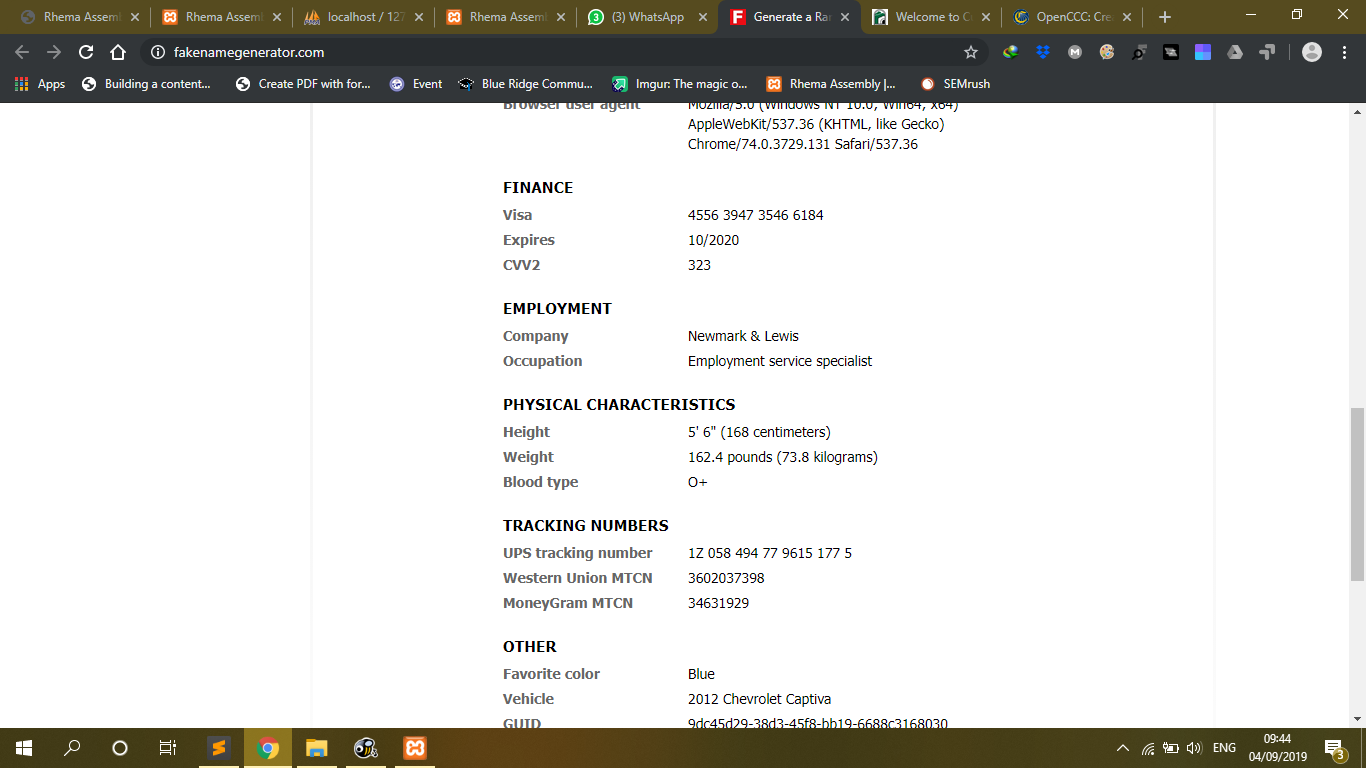 Rhema Assemb
Rhema Assemb
localhost / 127
Rhema Assemb
(3) WhatsApp
Generate a Ra
Welcome to C
OpenCCC: Cre
fakenamegenerator.com
Apps
Building a content...
Create PDF with for...
Event
Blue Ridge Commu...
Imgur: The magic o...
Rhema Assembly |...
SEMrush
Browser user agent Mozilla/5.0 (Windows NT 10.0; Win64; x64)
AppleWebKit/537.36 (KHTML, like Gecko)
Chrome/74.0.3729.131 Safari/537.36
FINANCE
Visa 4556 3947 3546 6184
Expires 10/2020
CVV2 323
EMPLOYMENT
Company Newmark & Lewis
Occupation Employment service specialist
PHYSICAL CHARACTERISTICS
Height 5' 6" (168 centimeters)
Weight 162.4 pounds (73.8 kilograms)
Blood type O+
TRACKING NUMBERS
UPS tracking number 1Z 058 494 77 9615 177 5
Western Union MTCN 3602037398
MoneyGram MTCN 34631929
OTHER
Favorite color Blue
Vehicle 2012 Chevrolet Captiva
GUID 9dc45d29-38d3-45f8-bb19-6688c3168030
ENG
09:44
04/09/2019
3